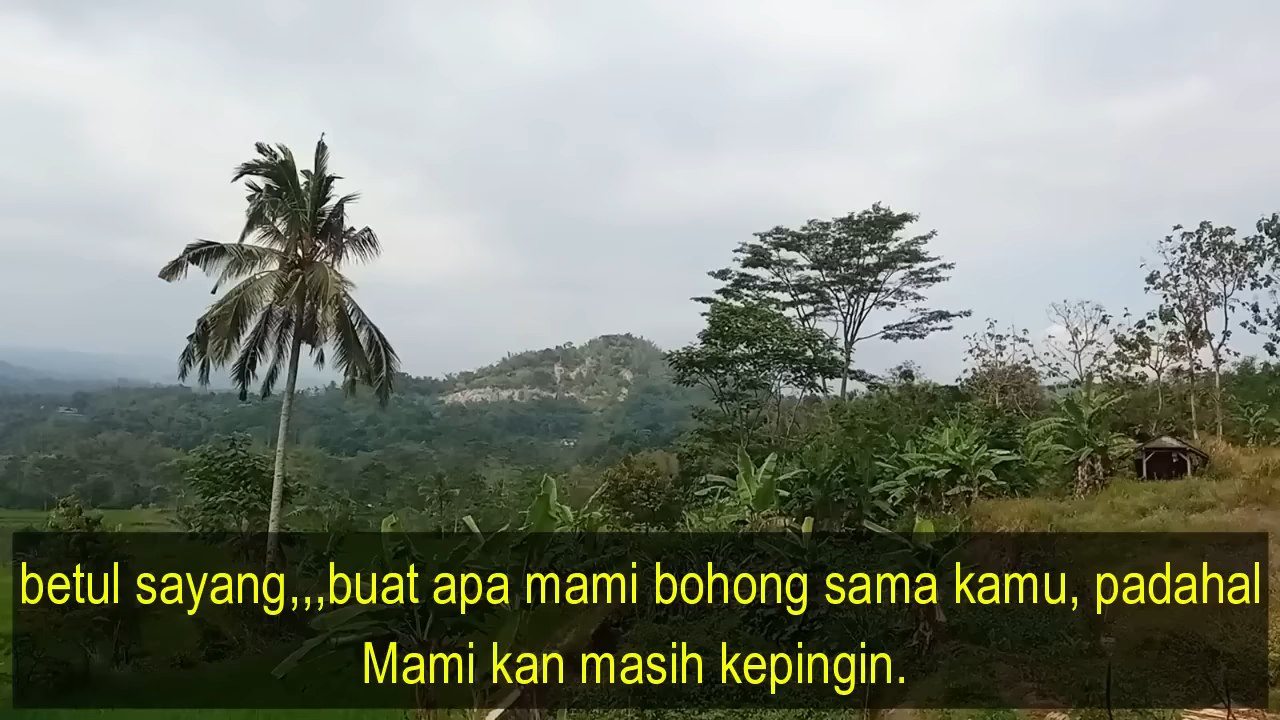 betul sayang,,,buat apa mami bohong sama kamu, padahal
Mami kan masih kepingin.